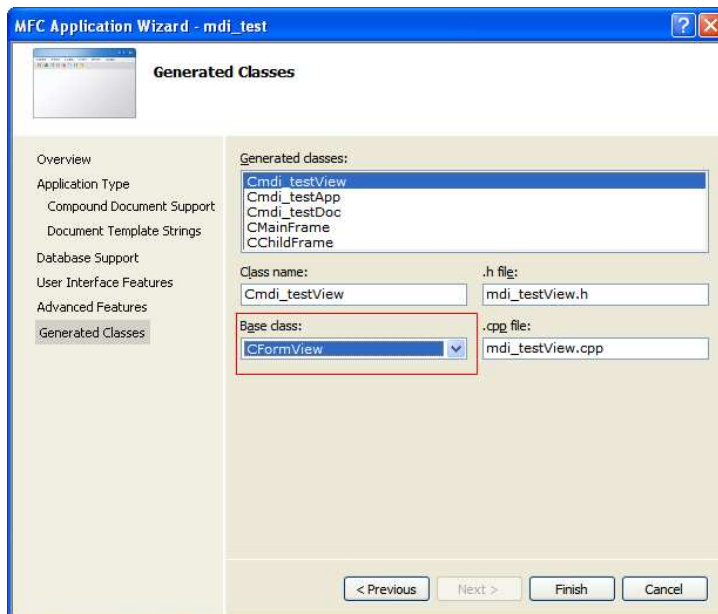 MFC Application Wizard - mdi_test
Generated Classes
Overview
Application Type
Compound Document Support
Document Template Strings
Database Support
User Interface Features
Advanced Features
Generated Classes
Generated classes:
Cmdi_testView
Cmdi_testApp
Cmdi_testDoc
CMainFrame
CChildFrame
Class name:
.h file:
Cmdi_testView
mdi_testView.h
Base class:
.cpp file:
CFormView
mdi_testView.cpp
< Previous
Next >
Finish
Cancel